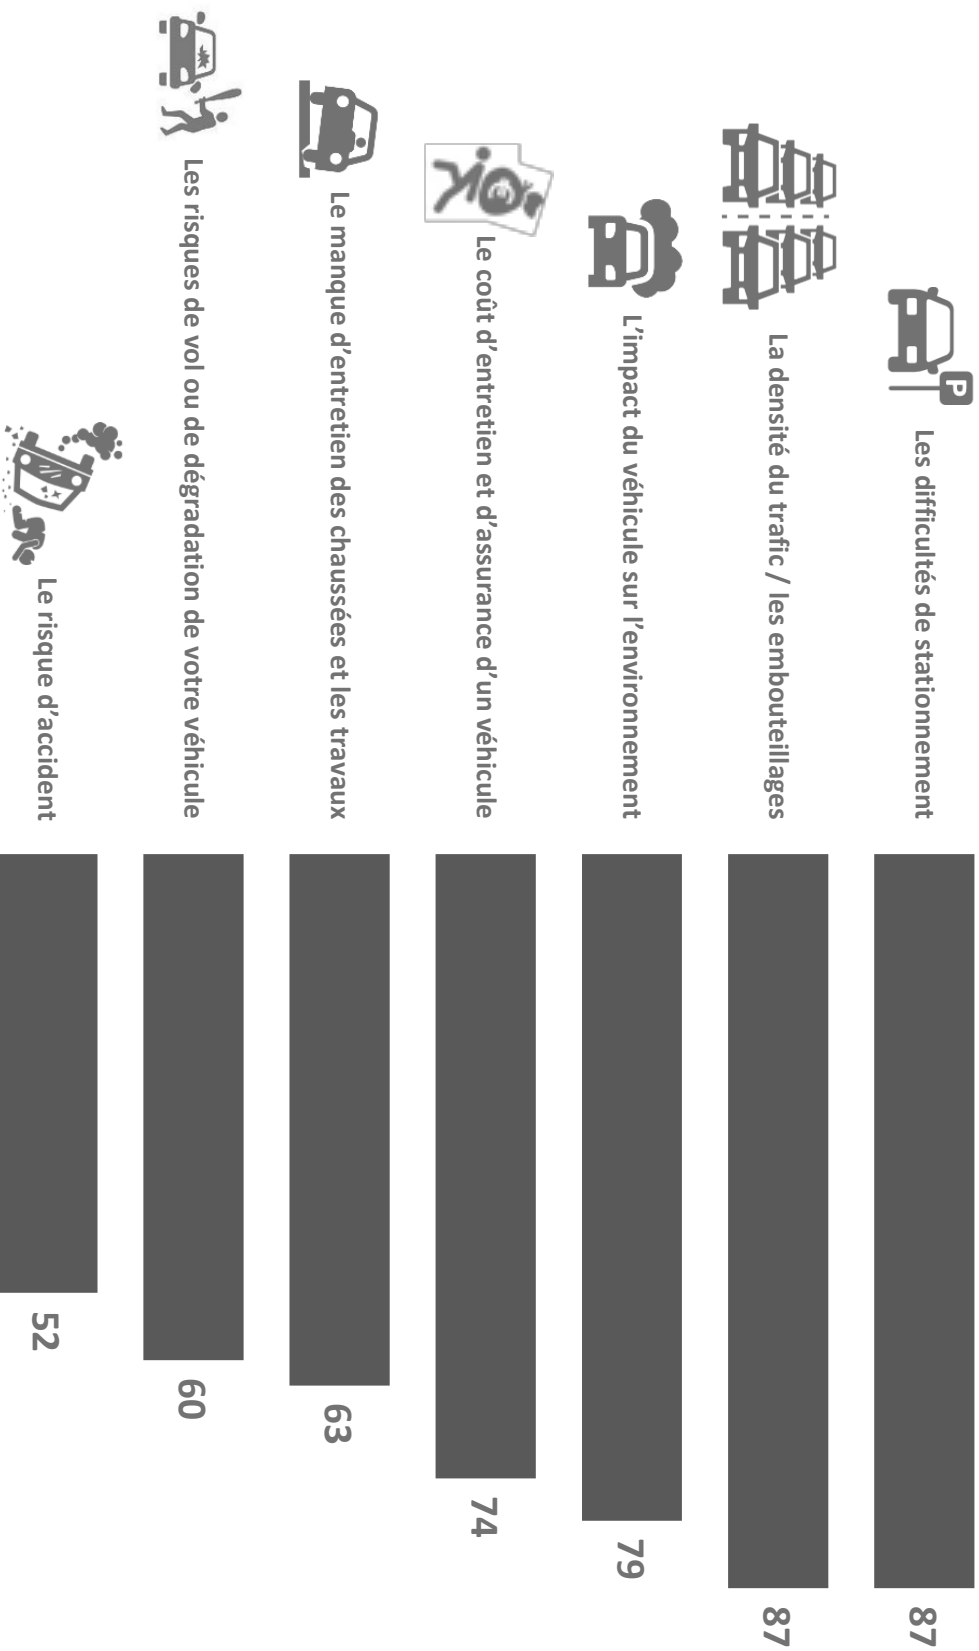 P
Les difficultés de stationnement
87
La densité du trafic / les embouteillages
87
L'impact du véhicule sur l'environnement
79
Le coût d'entretien et d'assurance d'un véhicule
74
Le manque d'entretien des chaussées et les travaux
63
Les risques de vol ou de dégradation de votre véhicule
60
Le risque d'accident
52